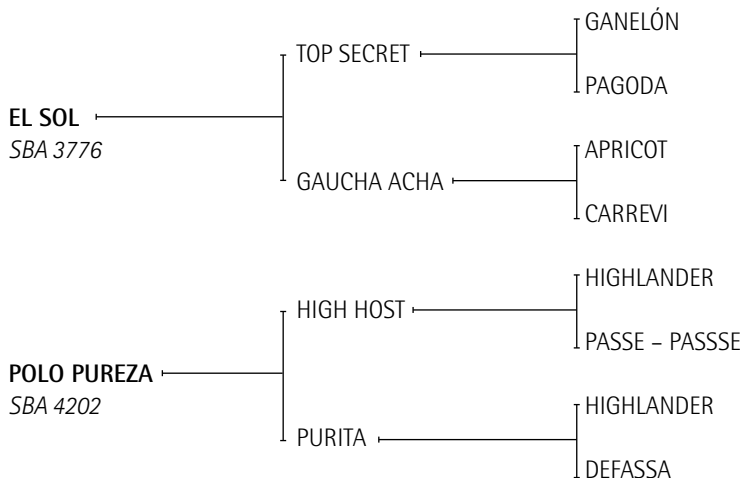 GANELÓN
TOP SECRET
PAGODA
EL SOL
SBA 3776
APRICOT
GAUCHA ACHA
CARREVI
HIGHLANDER
HIGH HOST
PASSE – PASSSE
POLO PUREZA
SBA 4202
HIGHLANDER
PURITA
DEFASSA